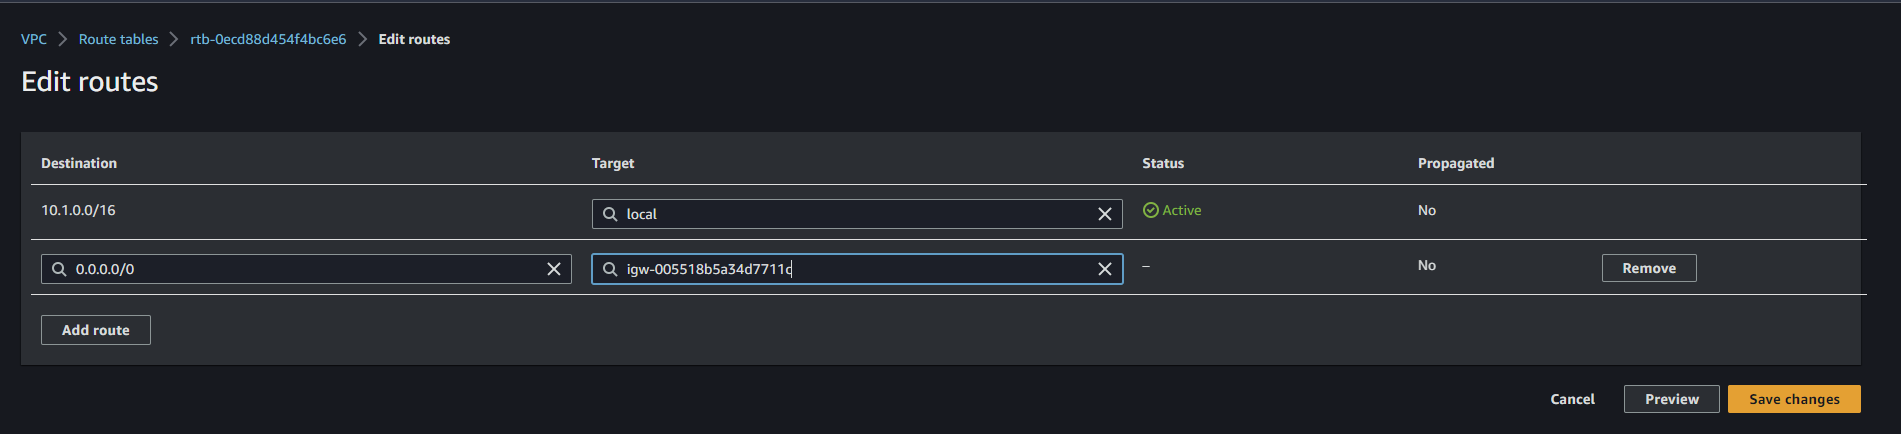 VPC > Route tables > rtb-0ecd88d454f4bc6e6 > Edit routes
Edit routes
Destination Target Status Propagated
10.1.0.0/16 local Active No
0.0.0.0/0 igw-005518b5a34d7711c – No Remove
Add route
Cancel Preview Save changes